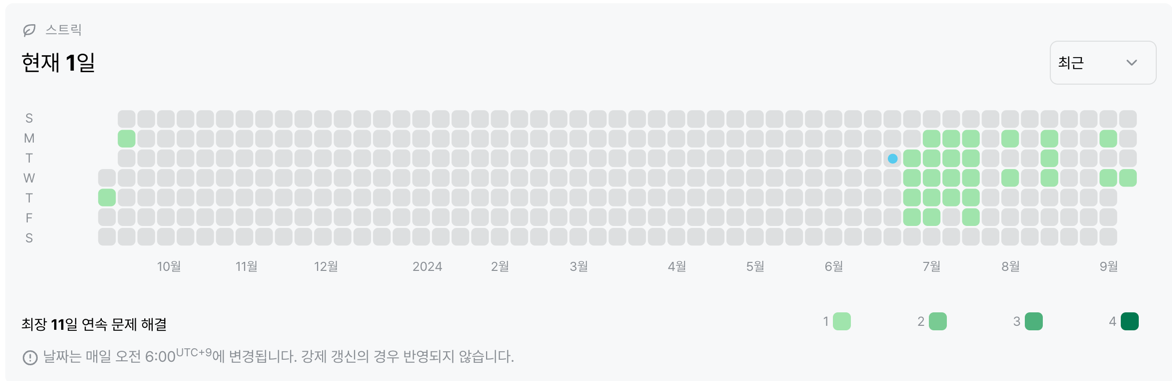 스트릭
현재 1일
최근
S
M
T
W
T
F
S
10월 11월 12월 2024 2월 3월 4월 5월 6월 7월 8월 9월
최장 11일 연속 문제 해결
1 2 3 4
날짜는 매일 오전 6:00UTC+9에 변경됩니다. 강제 갱신의 경우 반영되지 않습니다.